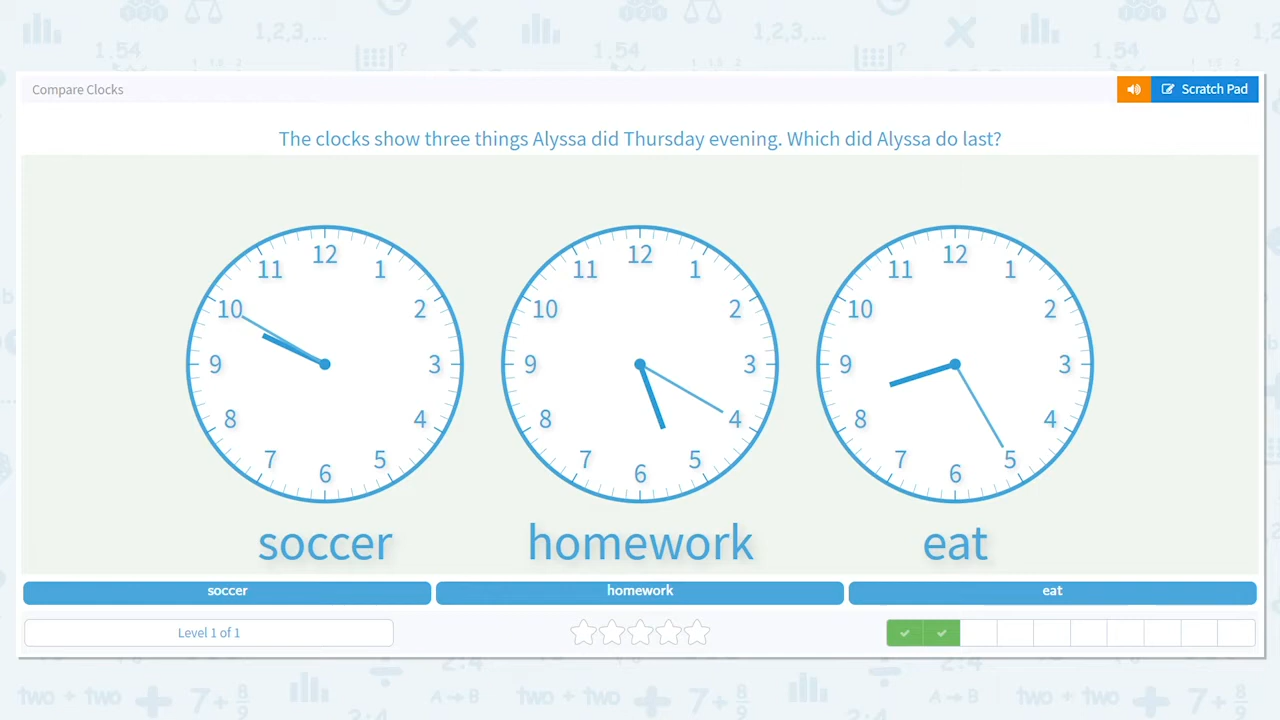 Compare Clocks
Scratch Pad
The clocks show three things Alyssa did Thursday evening. Which did Alyssa do last?
12 1 2 3 4 5 6 7 8 9 10 11
12 1 2 3 4 5 6 7 8 9 10 11
12 1 2 3 4 5 6 7 8 9 10 11
soccer homework eat
soccer homework eat
Level 1 of 1